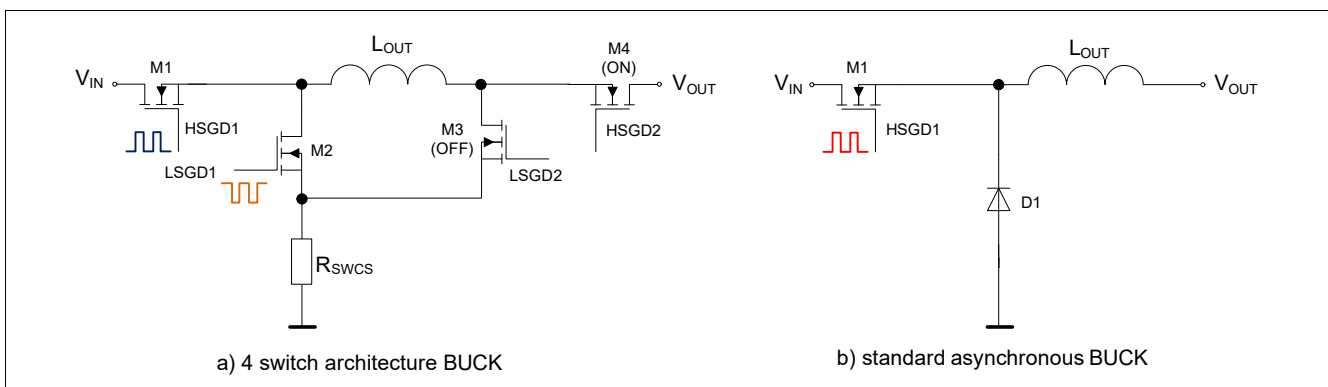 LOUT
M4
(ON)
VIN
M1
VOUT
HSGD1
HSGD2
M3
(OFF)
M2
LSGD1
LSGD2
RSWCS
a) 4 switch architecture BUCK
LOUT
VIN
M1
VOUT
HSGD1
D1
b) standard asynchronous BUCK